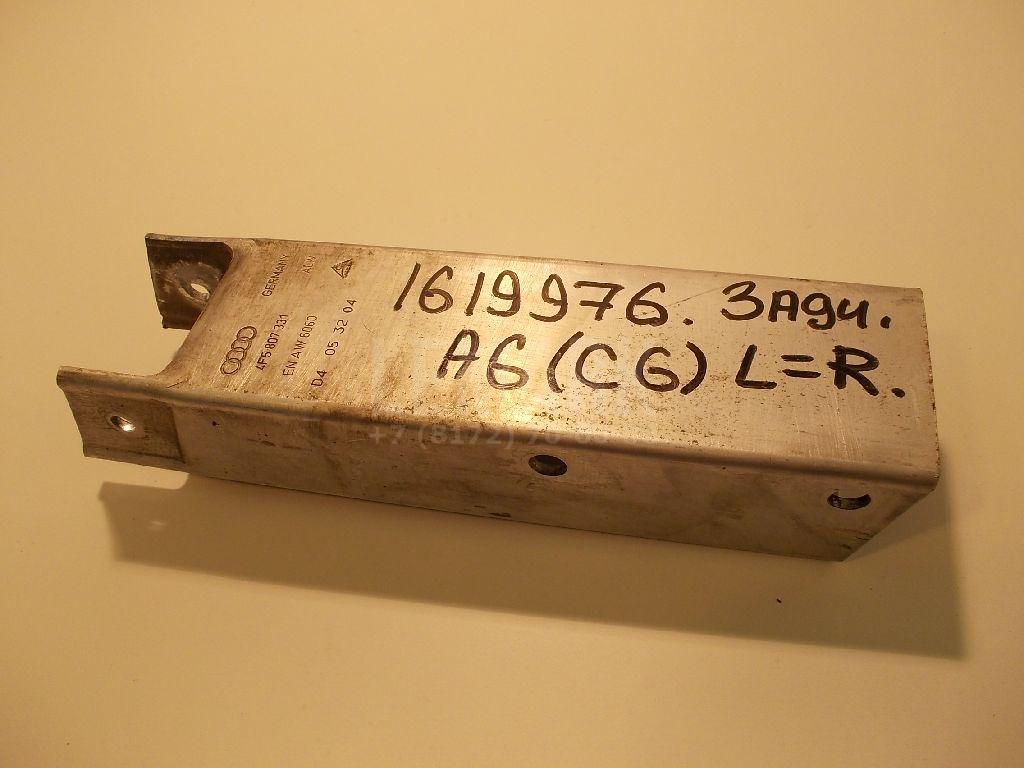 1619976. Задн.
A6 (C6) L=R.
GERMANY
4F5 807 331
EN AW 6060
D4 05 32 04